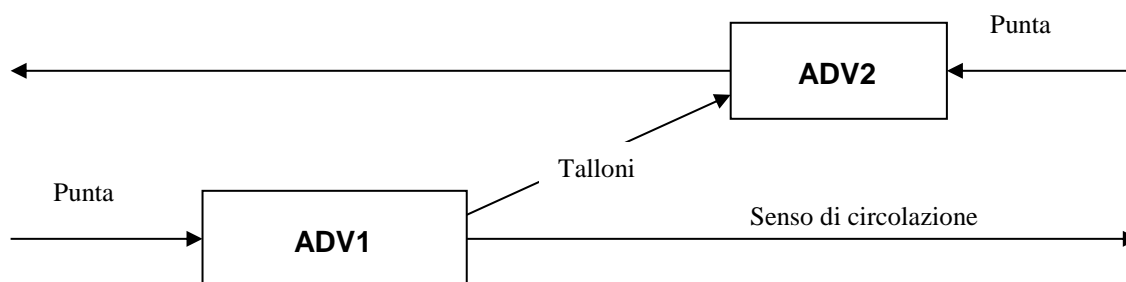 Punta
ADV2
Talloni
Punta
Senso di circolazione
ADV1